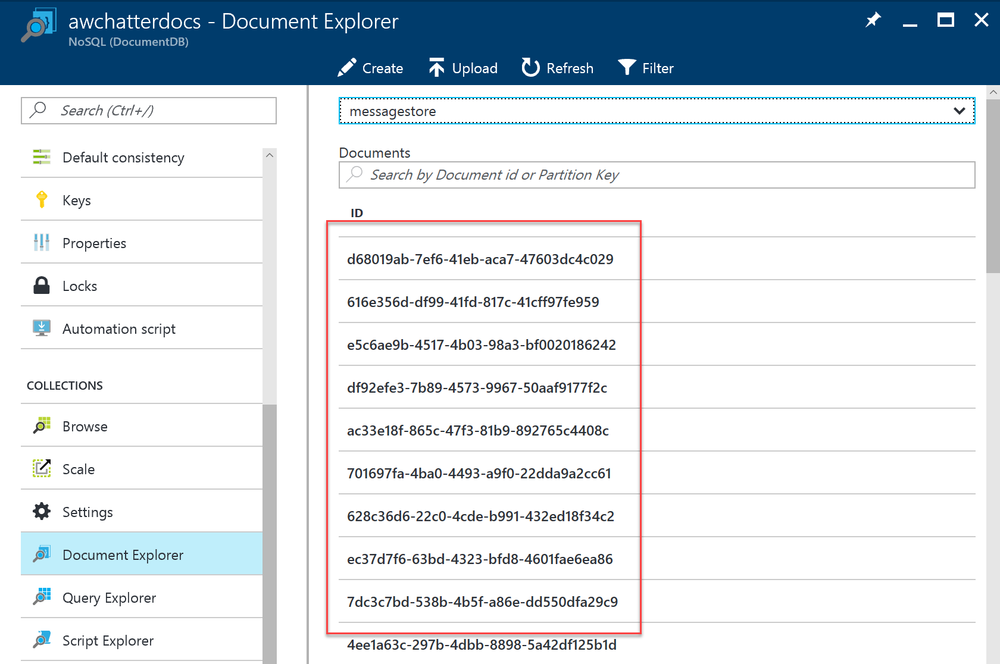 awchatterdocs - Document Explorer
NoSQL (DocumentDB)
Create Upload Refresh Filter
Search (Ctrl+/)
Default consistency
Keys
Properties
Locks
Automation script
COLLECTIONS
Browse
Scale
Settings
Document Explorer
Query Explorer
Script Explorer
messagestore
Documents
Search by Document id or Partition Key
ID
d68019ab-7ef6-41eb-aca7-47603dc4c029
616e356d-df99-41fd-817c-41cff97fe959
e5c6ae9b-4517-4b03-98a3-bf0020186242
df92efe3-7b89-4573-9967-50aaf9177f2c
ac33e18f-865c-47f3-81b9-892765c4408c
701697fa-4ba0-4493-a9f0-22dda9a2cc61
628c36d6-22c0-4cde-b991-432ed18f34c2
ec37d7f6-63bd-4323-bfd8-4601fae6ea86
7dc3c7bd-538b-4b5f-a86e-dd550dfa29c9
4ee1a63c-297b-4dbb-8898-5a42df125b1d